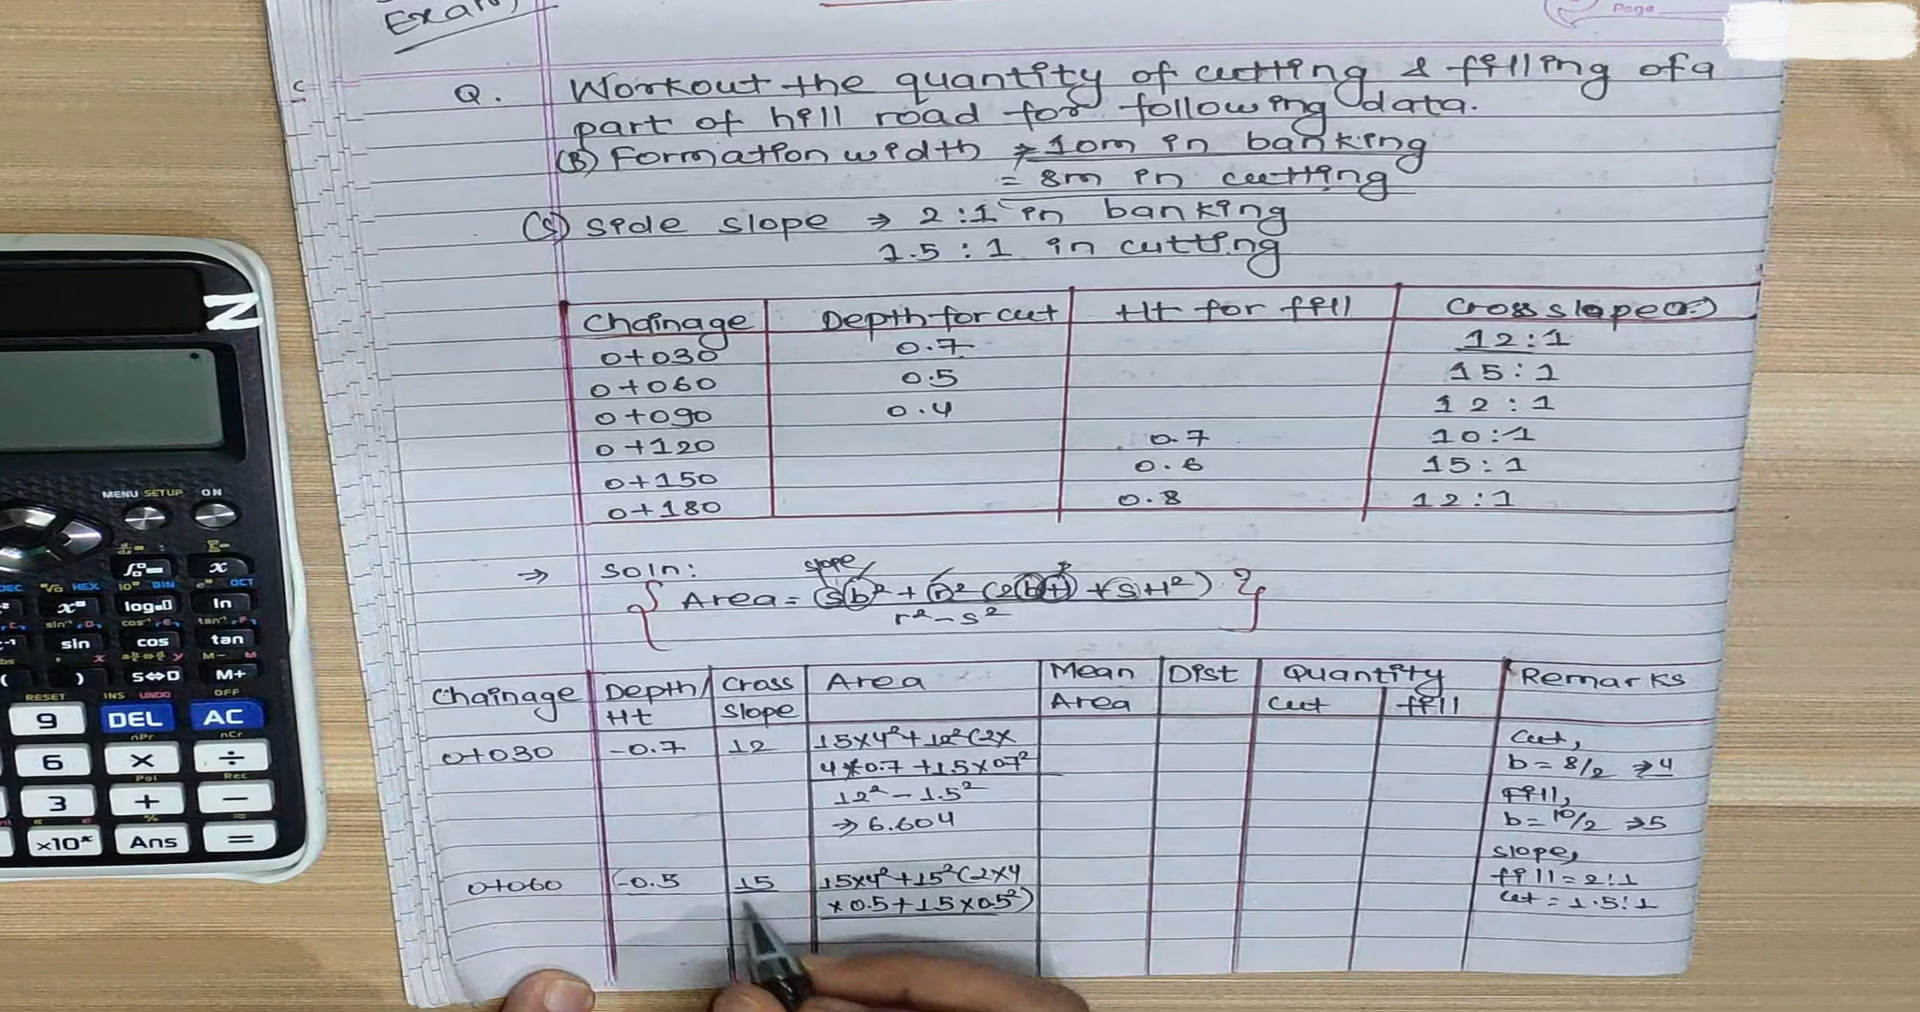 Exam
Page
Q. Workout the quantity of cutting & filling of a
part of hill road for following data.
(B) Formation width ⇒ 10m in banking
= 8m in cutting
(S) side slope ⇒ 2:1 in banking
1.5 : 1 in cutting
Chainage Depth for cut Ht for fill Cross slope(r)
0+030 0.7 12:1
0+060 0.5 15:1
0+090 0.4 12:1
0+120 0.7 10:1
0+150 0.6 15:1
0+180 0.8 12:1
⇒ Soln:
slope
{ Area = sb² + r² (2bH + sH²) }
r² - s²
Chainage Depth/ Cross Area Mean Dist Quantity Remarks
Ht Slope Area Cut fill
0+030 -0.7 12 1.5×4²+12²(2× Cut,
4×0.7+1.5×0.7² b = 8/2 ⇒4
12²-1.5² fill,
⇒ 6.604 b=10/2 ⇒5
slope,
0+060 -0.5 15 1.5×4²+15²(2×4 fill=2:1
×0.5+1.5×0.5²) Cut = 1.5:1
N
MENU SETUP ON
x
log▫□ ln
sin cos tan
) S⇔D M+
RESET INS UNDO OFF
9 DEL AC
nPr nCr
6 × ÷
Pol Rec
3 + −
×10ˣ Ans =